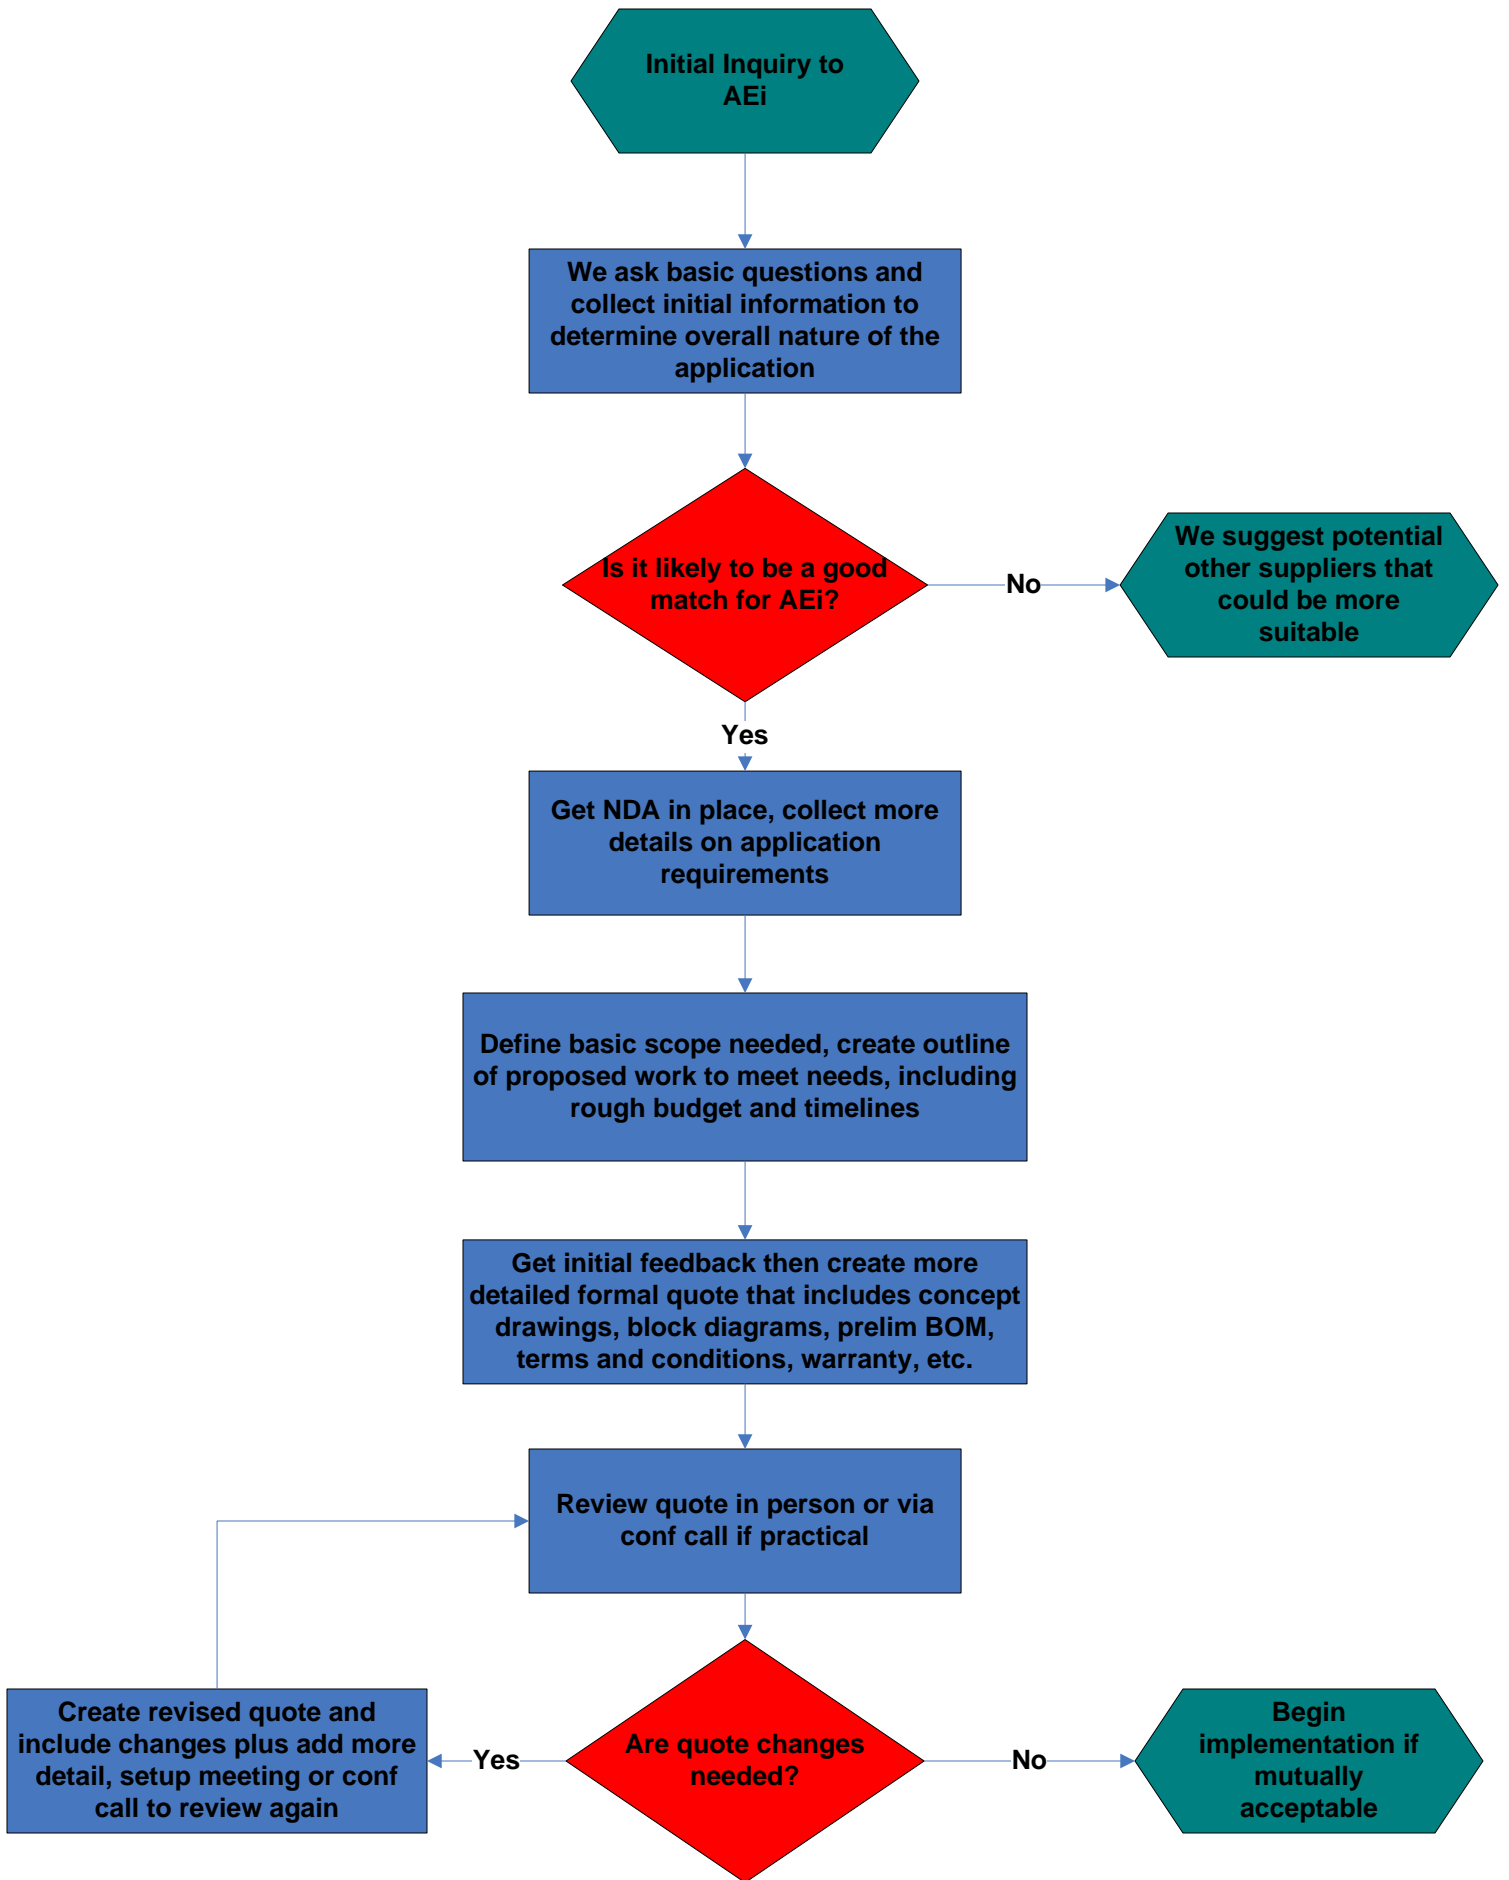 Initial Inquiry to
AEi
We ask basic questions and
collect initial information to
determine overall nature of the
application
Is it likely to be a good
match for AEi?
No
We suggest potential
other suppliers that
could be more
suitable
Yes
Get NDA in place, collect more
details on application
requirements
Define basic scope needed, create outline
of proposed work to meet needs, including
rough budget and timelines
Get initial feedback then create more
detailed formal quote that includes concept
drawings, block diagrams, prelim BOM,
terms and conditions, warranty, etc.
Review quote in person or via
conf call if practical
Are quote changes
needed?
Yes
Create revised quote and
include changes plus add more
detail, setup meeting or conf
call to review again
No
Begin
implementation if
mutually
acceptable